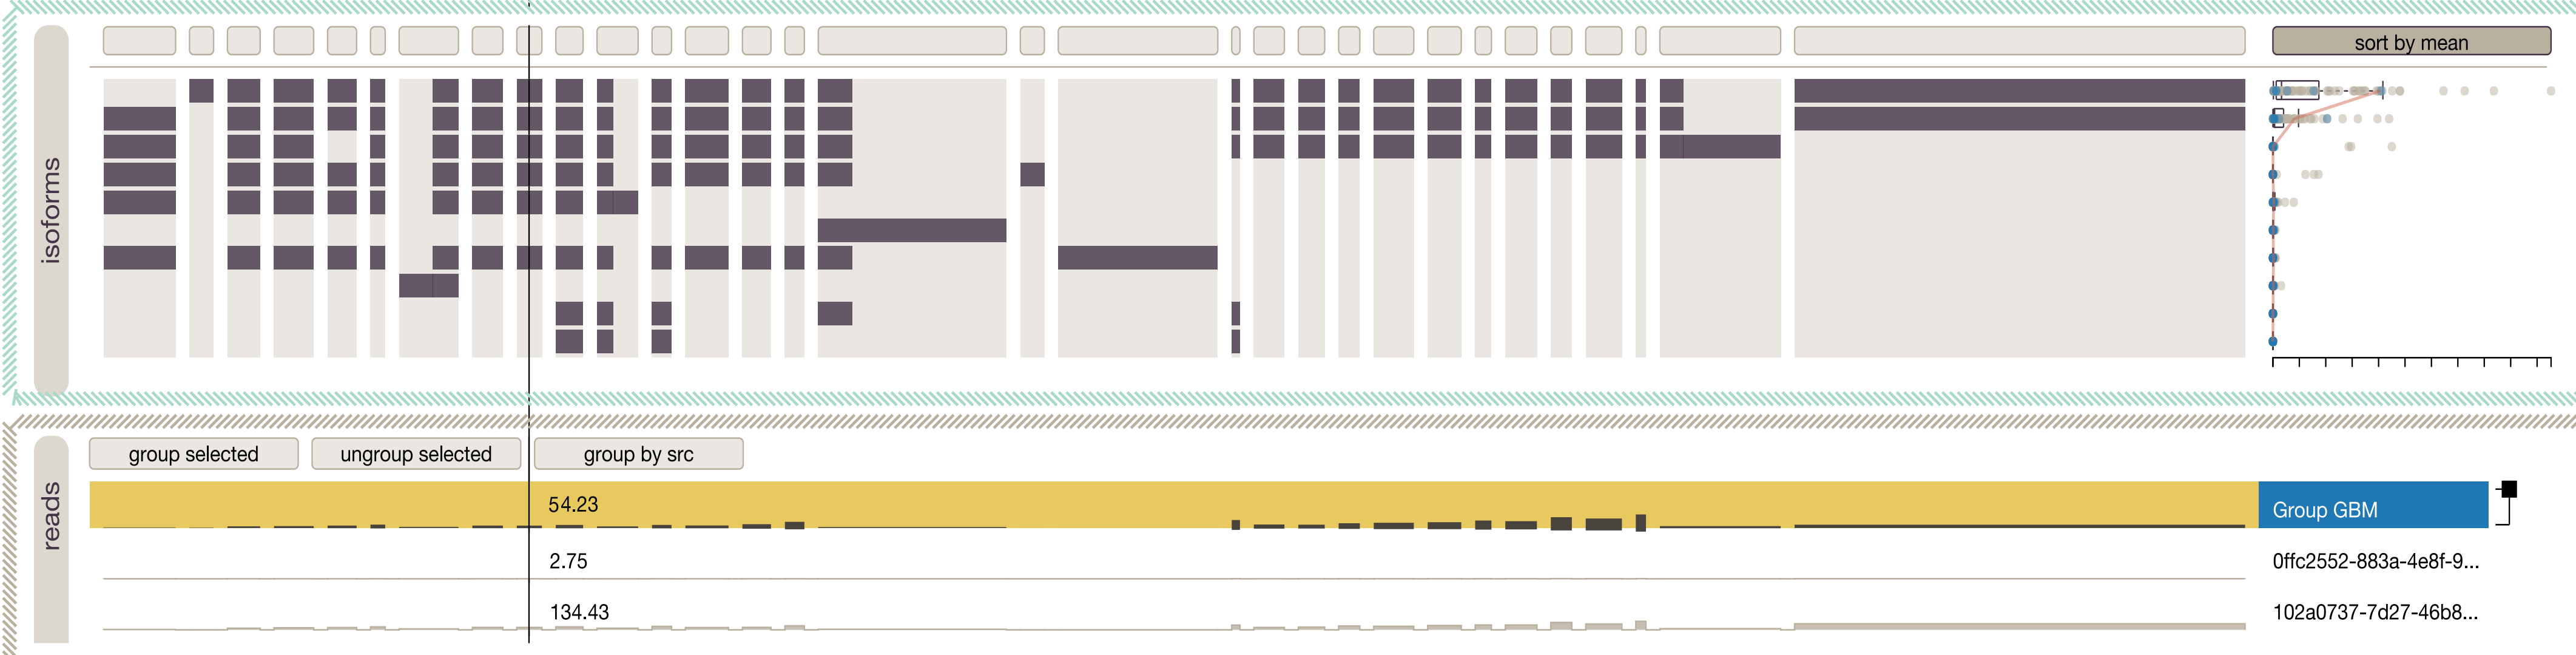 isoforms
sort by mean
reads
group selected
ungroup selected
group by src
54.23
Group GBM
2.75
0ffc2552-883a-4e8f-9...
134.43
102a0737-7d27-46b8...